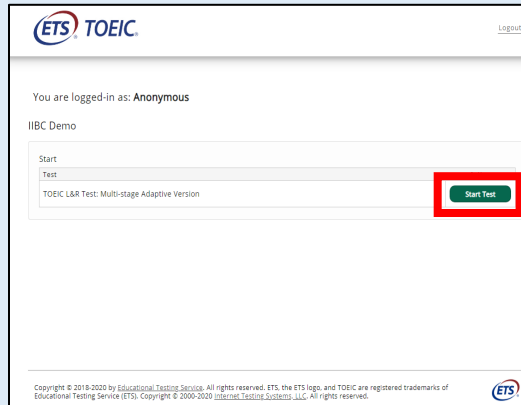 ETS TOEIC®
Logout
You are logged-in as: Anonymous
IIBC Demo
Start
Test
TOEIC L&R Test: Multi-stage Adaptive Version
Start Test
Copyright © 2018-2020 by Educational Testing Service. All rights reserved. ETS, the ETS logo, and TOEIC are registered trademarks of
Educational Testing Service (ETS). Copyright © 2000-2020 Internet Testing Systems, LLC. All rights reserved.
ETS